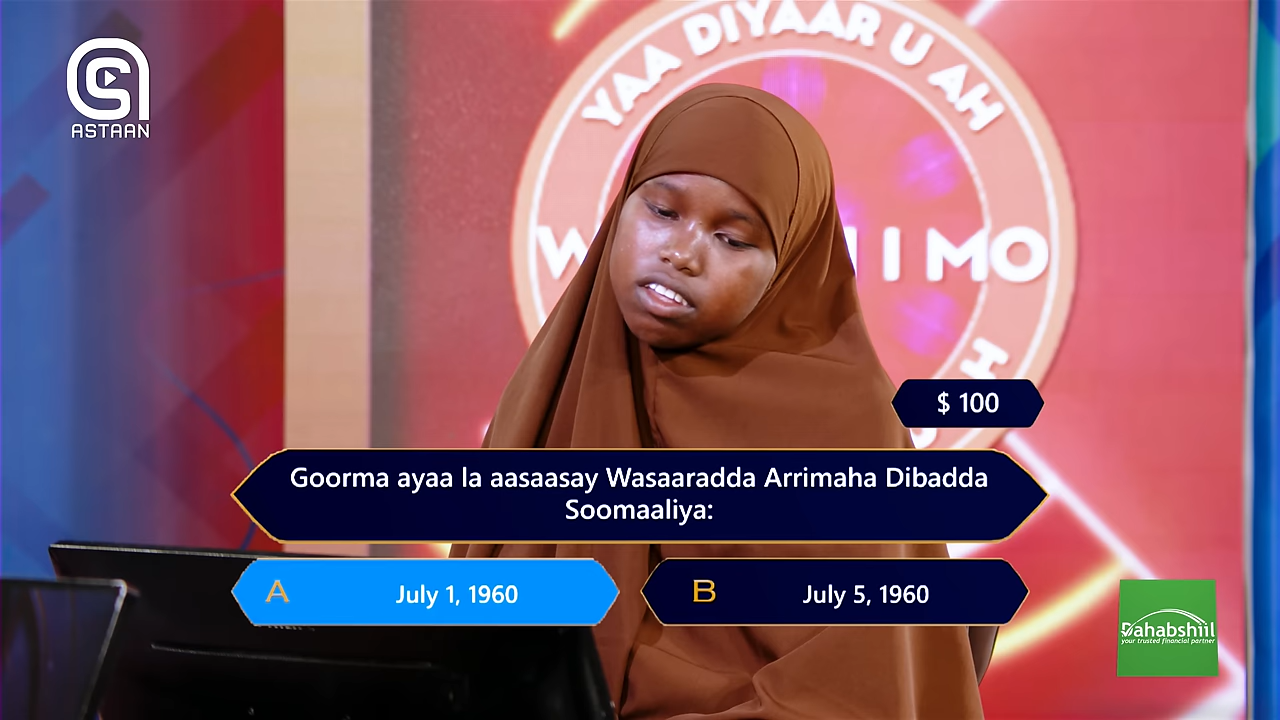 ASTAAN
YAA DIYAAR U AH
MO
$ 100
Goorma ayaa la aasaasay Wasaaradda Arrimaha Dibadda
Soomaaliya:
A July 1, 1960
B July 5, 1960
Dahabshiil
your trusted financial partner